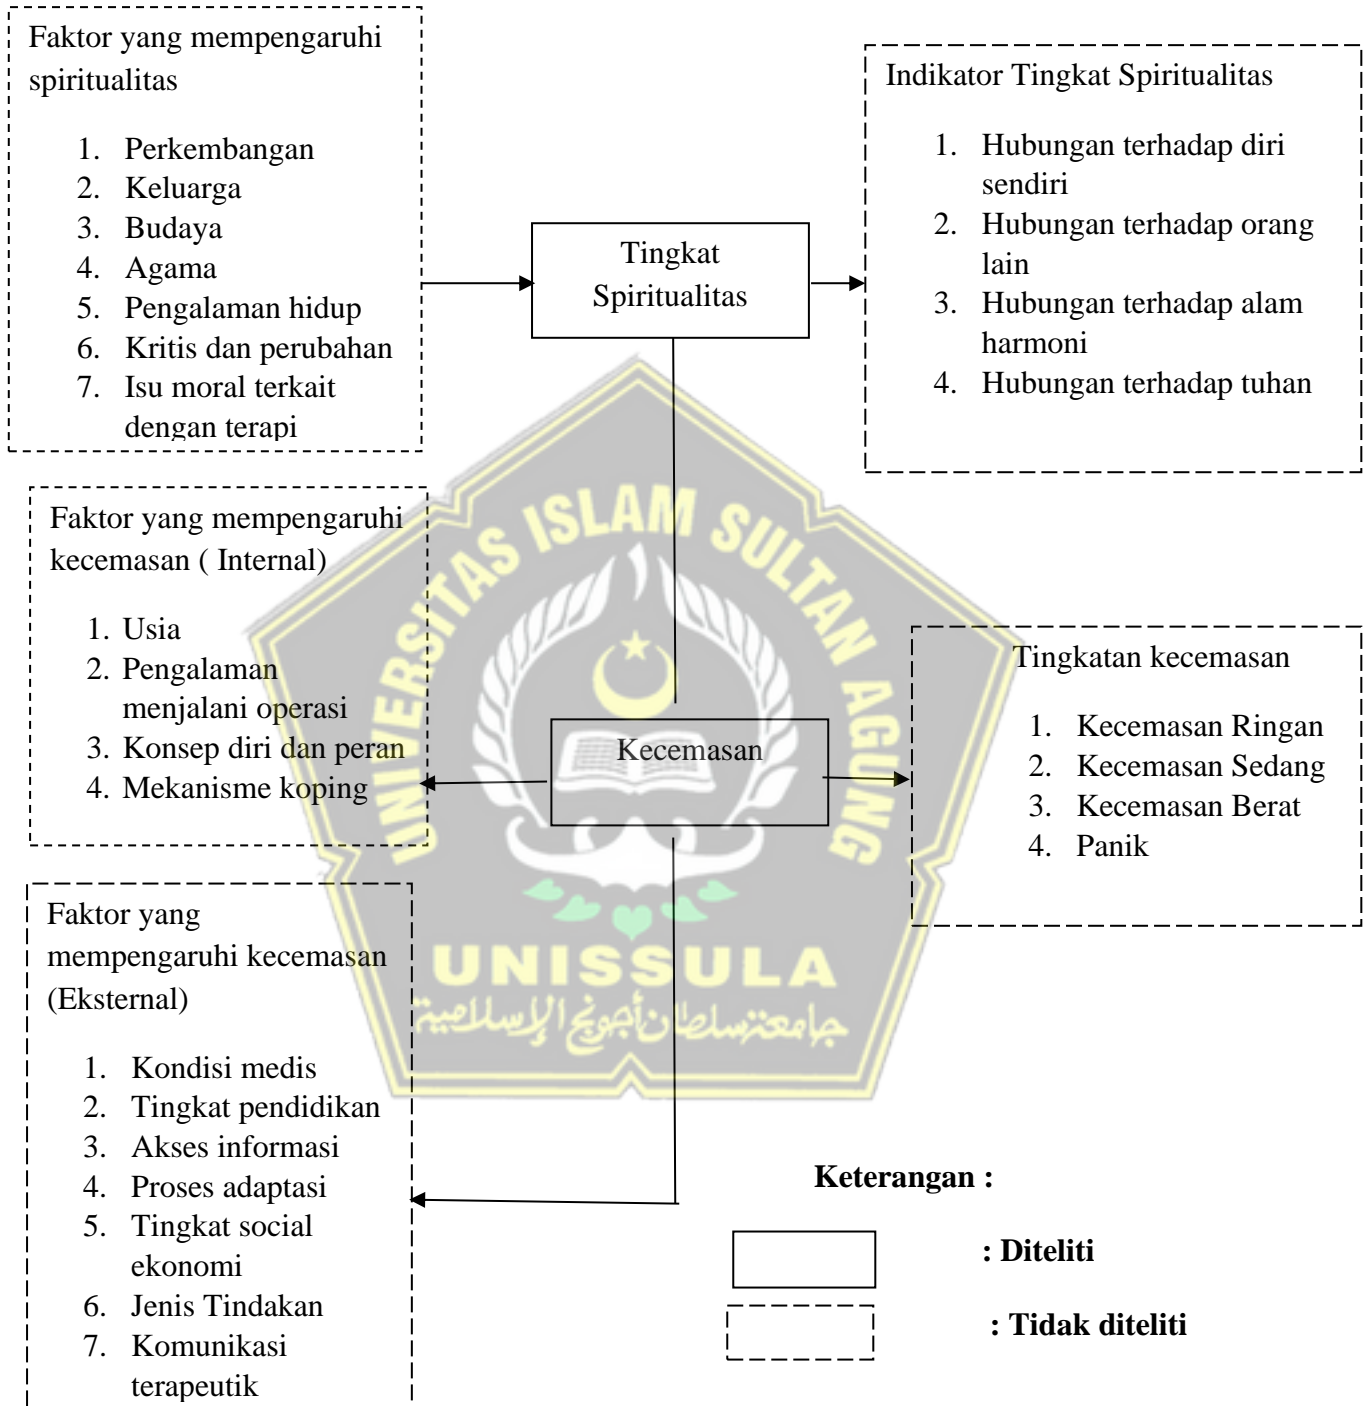 Faktor yang mempengaruhi
spiritualitas
1. Perkembangan
2. Keluarga
3. Budaya
4. Agama
5. Pengalaman hidup
6. Kritis dan perubahan
7. Isu moral terkait
dengan terapi
Tingkat
Spiritualitas
Indikator Tingkat Spiritualitas
1. Hubungan terhadap diri
sendiri
2. Hubungan terhadap orang
lain
3. Hubungan terhadap alam
harmoni
4. Hubungan terhadap tuhan
Faktor yang mempengaruhi
kecemasan ( Internal)
1. Usia
2. Pengalaman
menjalani operasi
3. Konsep diri dan peran
4. Mekanisme koping
Kecemasan
Tingkatan kecemasan
1. Kecemasan Ringan
2. Kecemasan Sedang
3. Kecemasan Berat
4. Panik
Faktor yang
mempengaruhi kecemasan
(Eksternal)
1. Kondisi medis
2. Tingkat pendidikan
3. Akses informasi
4. Proses adaptasi
5. Tingkat social
ekonomi
6. Jenis Tindakan
7. Komunikasi
terapeutik
UNIVERSITAS ISLAM SULTAN AGUNG
UNISSULA
جامعة سلطان أجونج الإسلامية
Keterangan :
: Diteliti
: Tidak diteliti